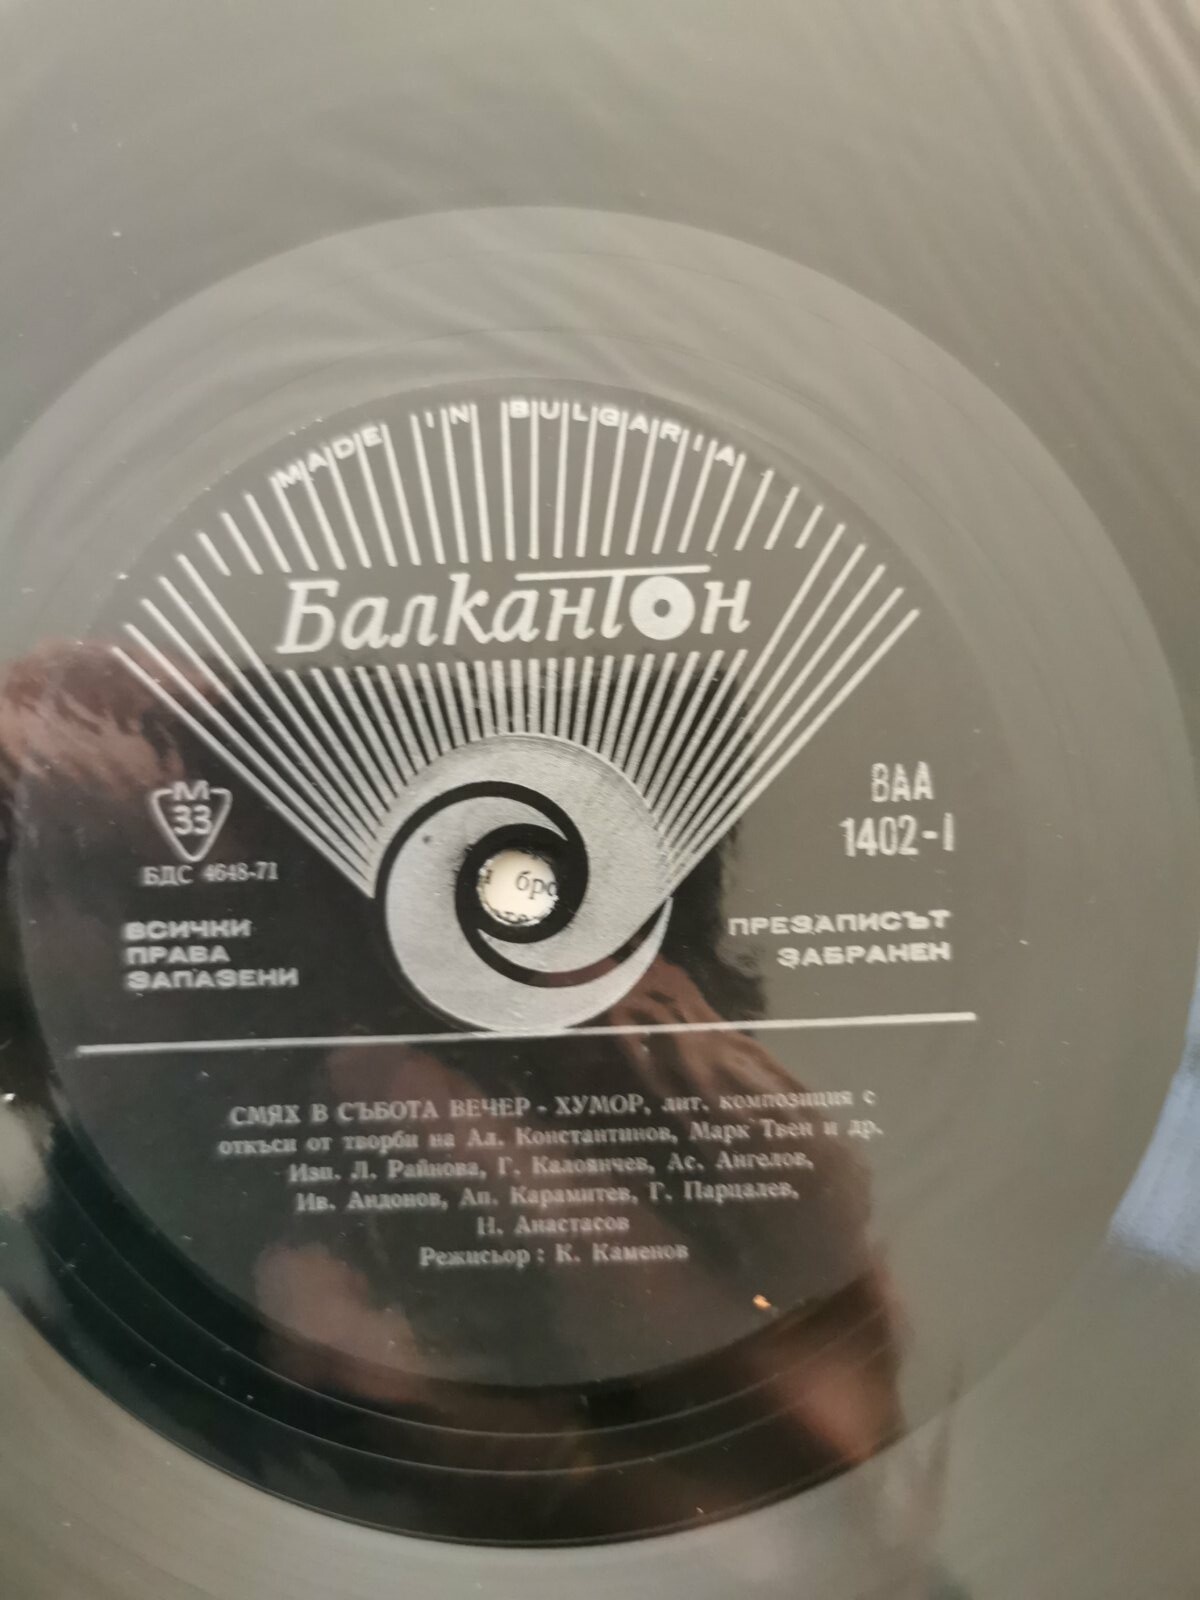 MADE IN BULGARIA
Балкантон
М
33
БДС 4648-71
ВСИЧКИ
ПРАВА
ЗАПАЗЕНИ
ВАА
1402-I
ПРЕЗАПИСЪТ
ЗАБРАНЕН
бро
СМЯХ В СЪБОТА ВЕЧЕР - ХУМОР, лит. композиция с
откъси от творби на Ал. Константинов, Марк Твен и др.
Изп. Л. Райнова, Г. Калоянчев, Ас. Ангелов,
Ив. Андонов, Ап. Карамитев, Г. Парцалев,
Н. Анастасов
Режисьор : К. Каменов